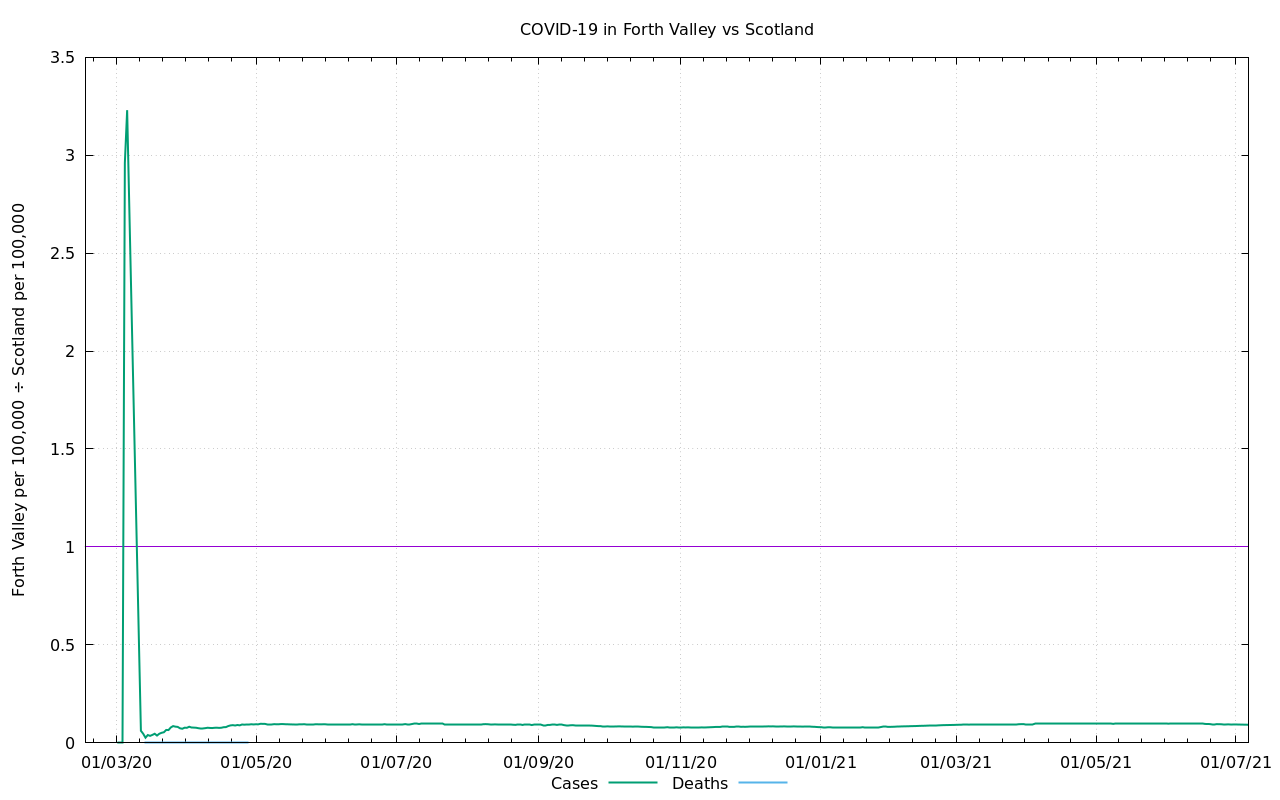 COVID-19 in Forth Valley vs Scotland
Forth Valley per 100,000 ÷ Scotland per 100,000
3.5
3
2.5
2
1.5
1
0.5
0
01/03/20 01/05/20 01/07/20 01/09/20 01/11/20 01/01/21 01/03/21 01/05/21 01/07/21
Cases Deaths